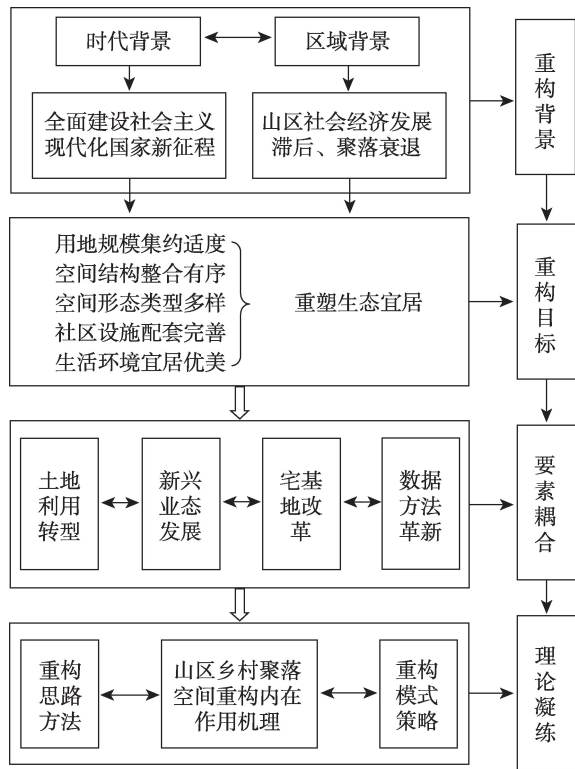 时代背景
区域背景
全面建设社会主义
现代化国家新征程
山区社会经济发展
滞后、聚落衰退
重构背景
用地规模集约适度
空间结构整合有序
空间形态类型多样
社区设施配套完善
生活环境宜居优美
重塑生态宜居
重构目标
土地
利用
转型
新兴
业态
发展
宅基
地改
革
数据
方法
革新
要素耦合
重构
思路
方法
山区乡村聚落
空间重构内在
作用机理
重构
模式
策略
理论凝练